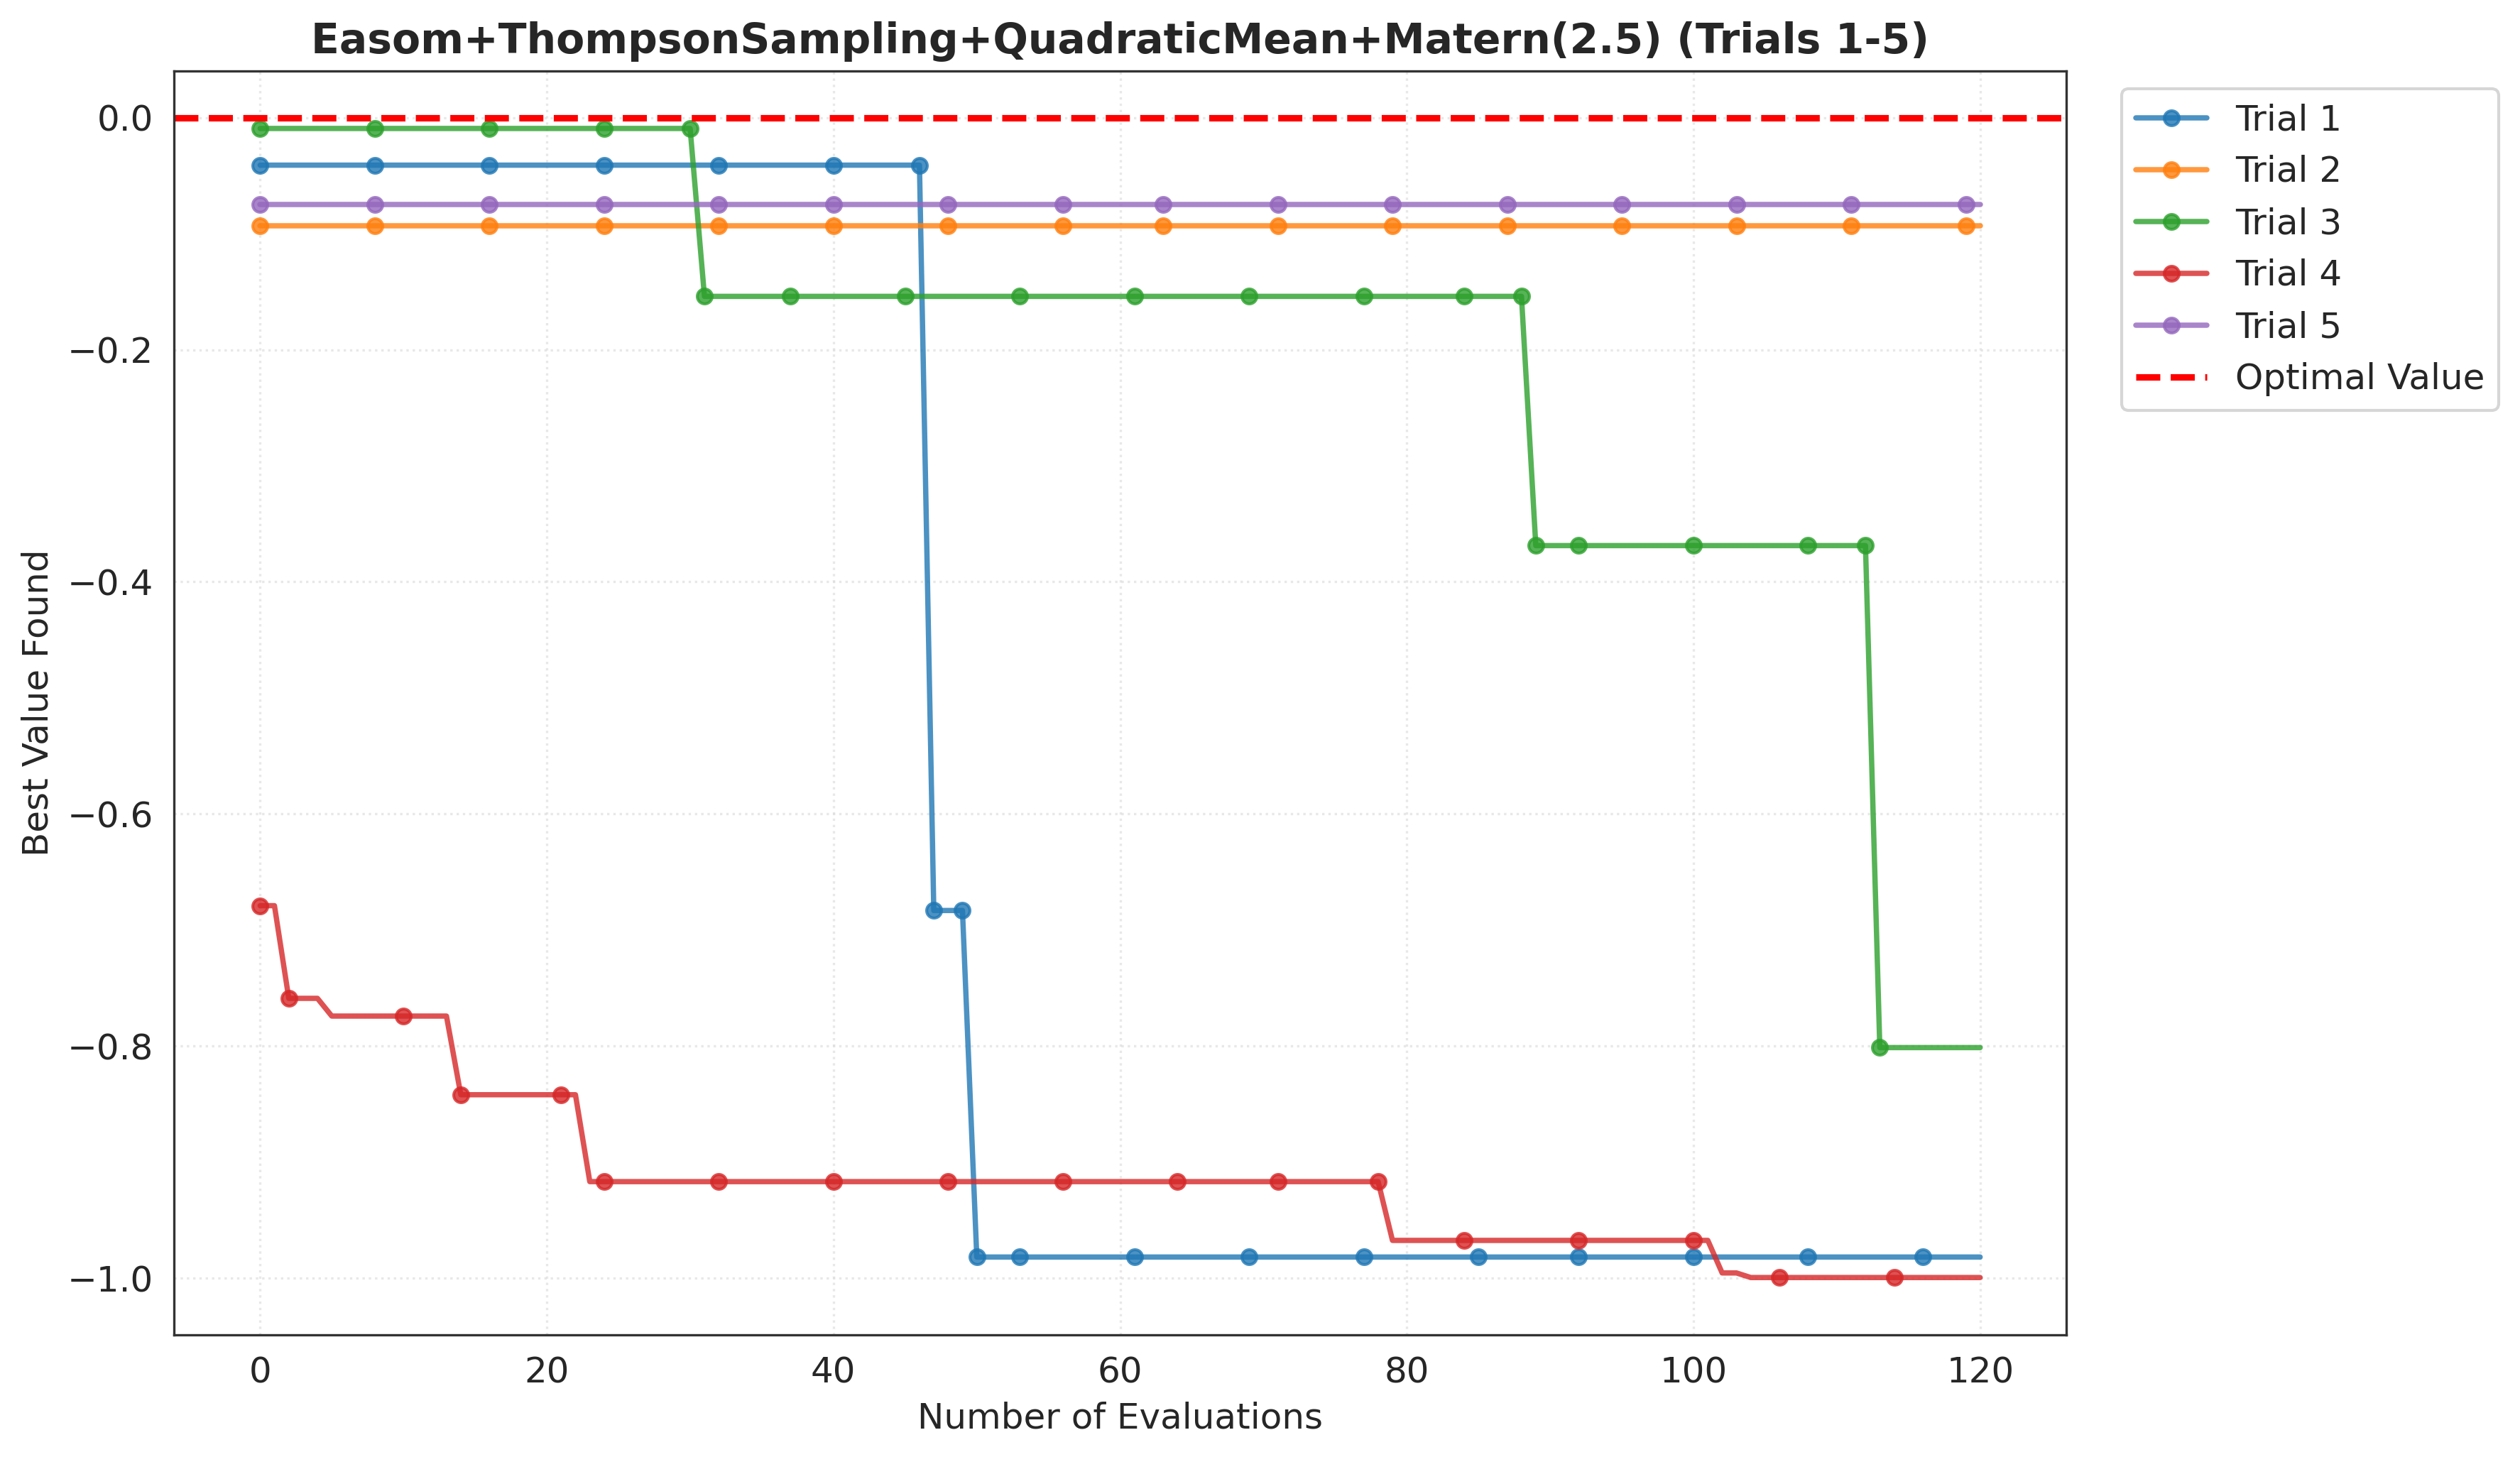 Easom+ThompsonSampling+QuadraticMean+Matern(2.5) (Trials 1-5)
Best Value Found
0.0
−0.2
−0.4
−0.6
−0.8
−1.0
0 20 40 60 80 100 120
Number of Evaluations
Trial 1
Trial 2
Trial 3
Trial 4
Trial 5
Optimal Value